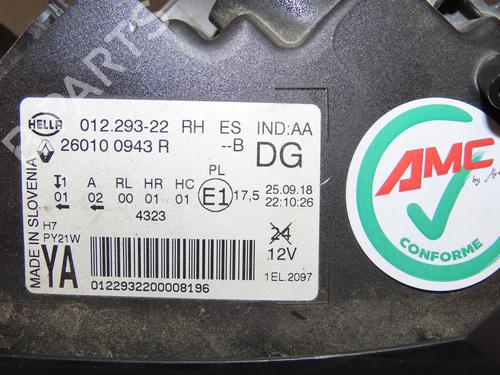 HELLA 012.293-22 RH ES IND:AA
26010 0943 R --B DG
PL
I1 A RL HR HC
01 02 00 01 01 E1 17,5 25.09.18
4323 22:10:26
H7
PY21W
MADE IN SLOVENIA
YA
24
12V
1EL.2097
0122932200008196
AMC
CONFORME
B-PARTS